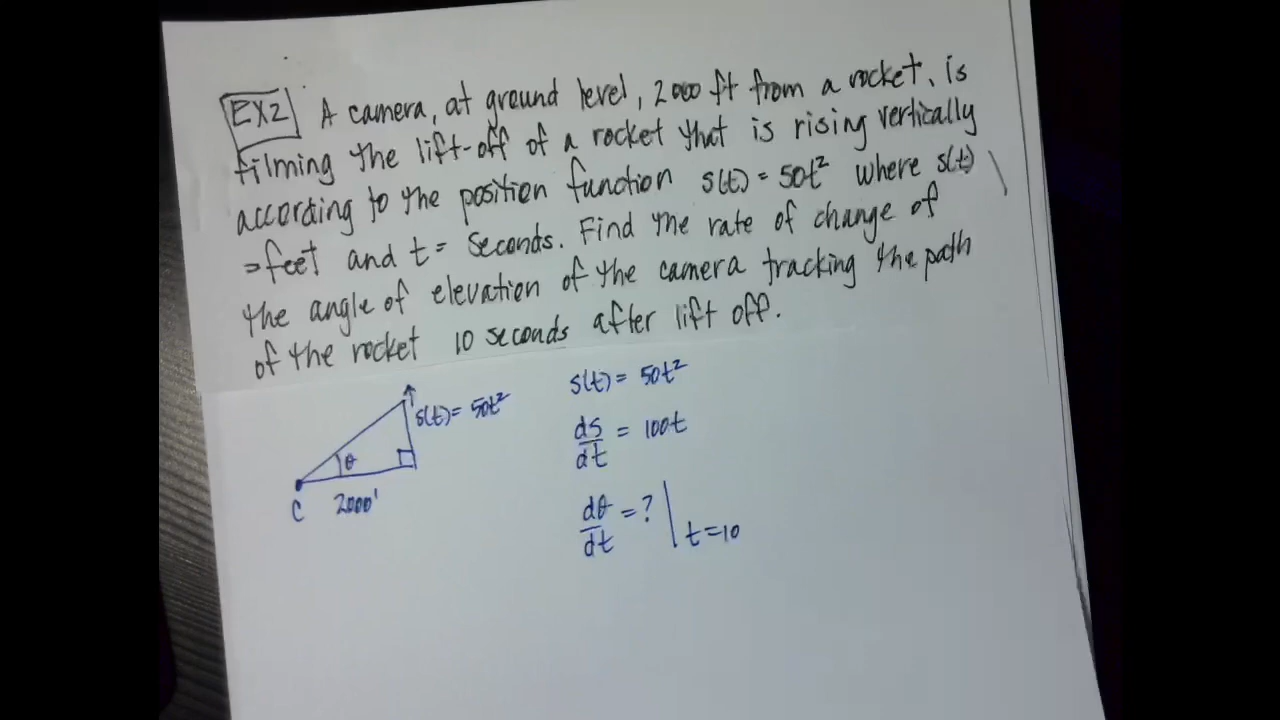 EX2 A camera, at ground level, 2000 ft from a rocket, is
filming the lift-off of a rocket that is rising vertically
according to the position function s(t) = 50t² where s(t)
=feet and t = seconds. Find the rate of change of
the angle of elevation of the camera tracking the path
of the rocket 10 seconds after lift off.
s(t) = 50t²
θ
C
2000'
s(t) = 50t²
ds/dt = 100t
dθ/dt = ? | t=10